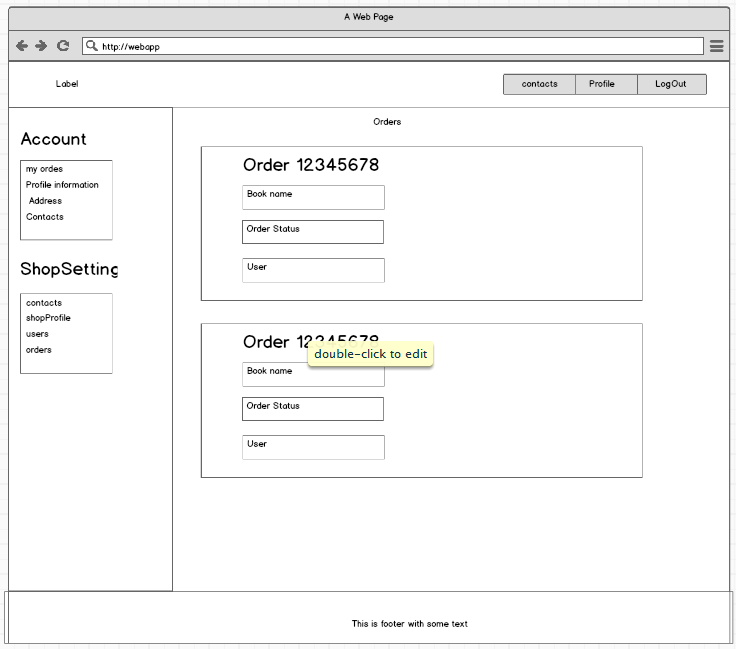 A Web Page
http://webapp
Label
contacts Profile LogOut
Account
my ordes
Profile information
Address
Contacts
ShopSetting
contacts
shopProfile
users
orders
Orders
Order 12345678
Book name
Order Status
User
Order 12345678
double-click to edit
Book name
Order Status
User
This is footer with some text